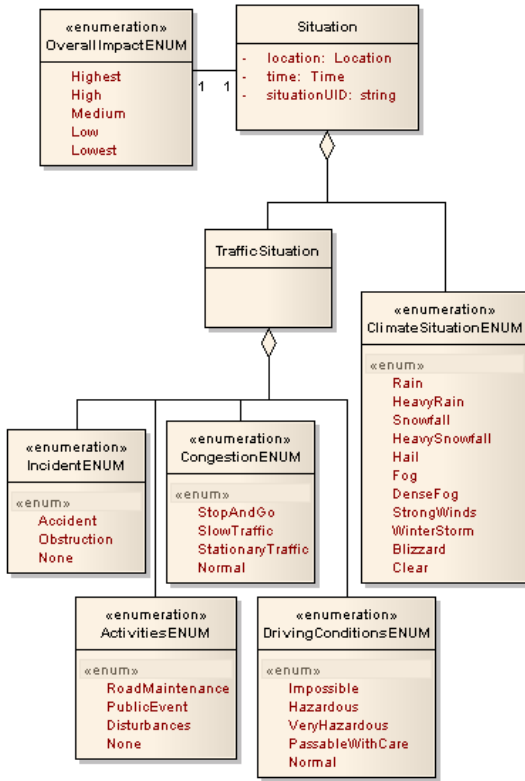 «enumeration»
OverallImpactENUM
Highest
High
Medium
Low
Lowest
1 1
Situation
- location: Location
- time: Time
- situationUID: string
TrafficSituation
«enumeration»
ClimateSituationENUM
«enum»
Rain
HeavyRain
Snowfall
HeavySnowfall
Hail
Fog
DenseFog
StrongWinds
WinterStorm
Blizzard
Clear
«enumeration»
IncidentENUM
«enum»
Accident
Obstruction
None
«enumeration»
CongestionENUM
«enum»
StopAndGo
SlowTraffic
StationaryTraffic
Normal
«enumeration»
ActivitiesENUM
«enum»
RoadMaintenance
PublicEvent
Disturbances
None
«enumeration»
DrivingConditionsENUM
«enum»
Impossible
Hazardous
VeryHazardous
PassableWithCare
Normal